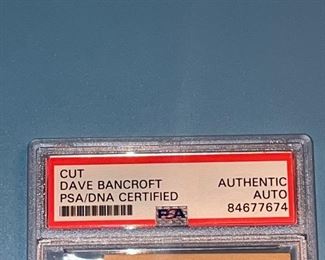 CUT
DAVE BANCROFT
PSA/DNA CERTIFIED
AUTHENTIC
AUTO
84677674
PSA